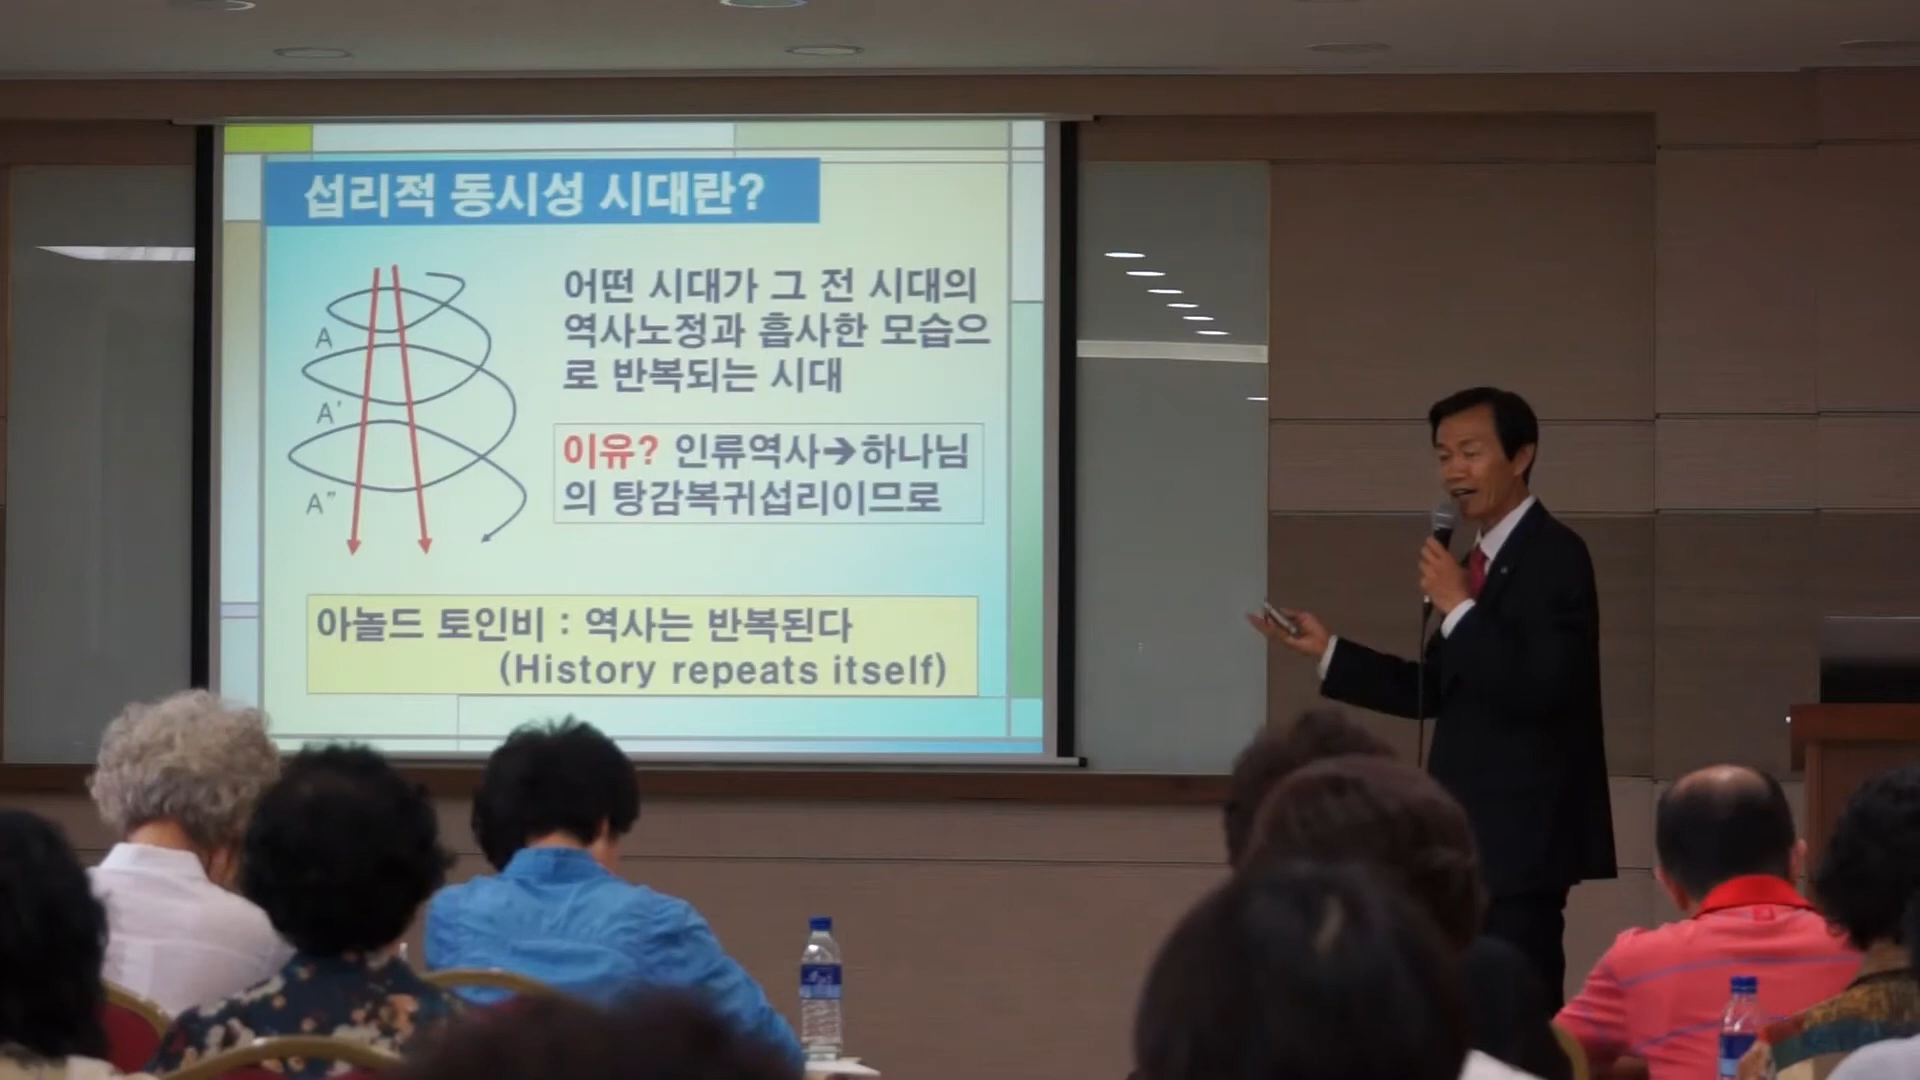 섭리적 동시성 시대란?
A
A'
A"
어떤 시대가 그 전 시대의
역사노정과 흡사한 모습으
로 반복되는 시대
이유? 인류역사→하나님
의 탕감복귀섭리이므로
아놀드 토인비 : 역사는 반복된다
(History repeats itself)